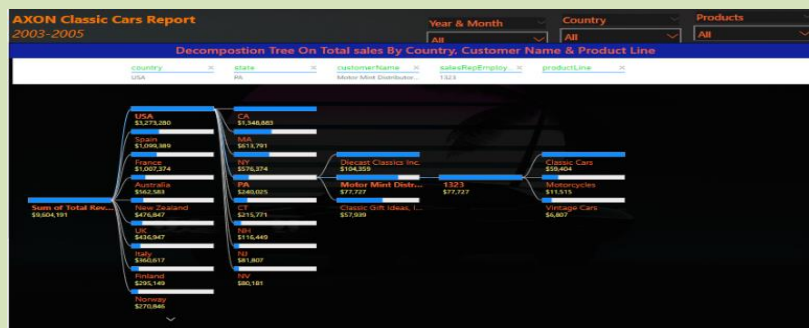 AXON Classic Cars Report
2003-2005
Year & Month
All
Country
All
Products
All
Decompostion Tree On Total sales By Country, Customer Name & Product Line
country ×
USA
state ×
PA
customerName ×
Motor Mint Distributor...
salesRepEmploy... ×
1323
productLine ×
Sum of Total Rev...
$9,604,191
USA
$3,273,280
Spain
$1,099,389
France
$1,007,374
Australia
$562,583
New Zealand
$476,847
UK
$436,947
Italy
$360,617
Finland
$295,149
Norway
$270,846
CA
$1,348,883
MA
$613,791
NY
$576,374
PA
$240,025
CT
$215,771
NH
$116,449
NJ
$81,807
NV
$80,181
Diecast Classics Inc.
$104,359
Motor Mint Distr...
$77,727
Classic Gift Ideas, I...
$57,939
1323
$77,727
Classic Cars
$59,404
Motorcycles
$11,515
Vintage Cars
$6,807